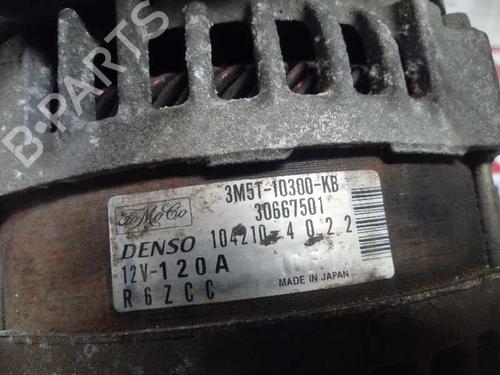 B-PARTS
FoMoCo
3M5T-10300-KB
30667501
DENSO 104210-4022
12V-120A
R6ZCC
MADE IN JAPAN